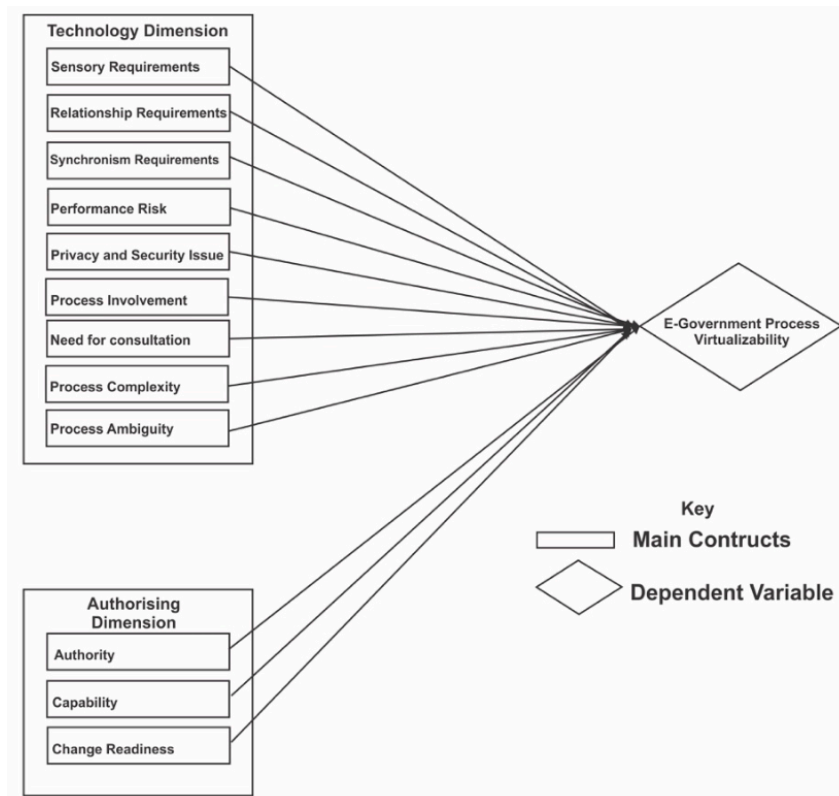 Technology Dimension
Sensory Requirements
Relationship Requirements
Synchronism Requirements
Performance Risk
Privacy and Security Issue
Process Involvement
Need for consultation
Process Complexity
Process Ambiguity
E-Government Process
Virtualizability
Key
Main Contructs
Dependent Variable
Authorising
Dimension
Authority
Capability
Change Readiness